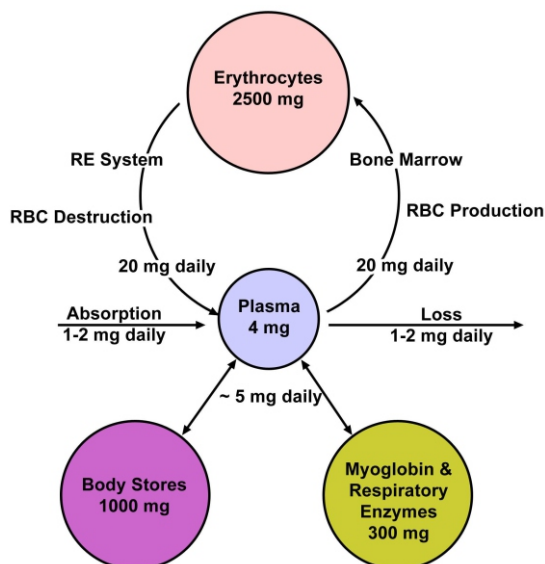 Erythrocytes
2500 mg
RE System
Bone Marrow
RBC Destruction
RBC Production
20 mg daily
20 mg daily
Absorption
1-2 mg daily
Plasma
4 mg
Loss
1-2 mg daily
~ 5 mg daily
Body Stores
1000 mg
Myoglobin &
Respiratory
Enzymes
300 mg